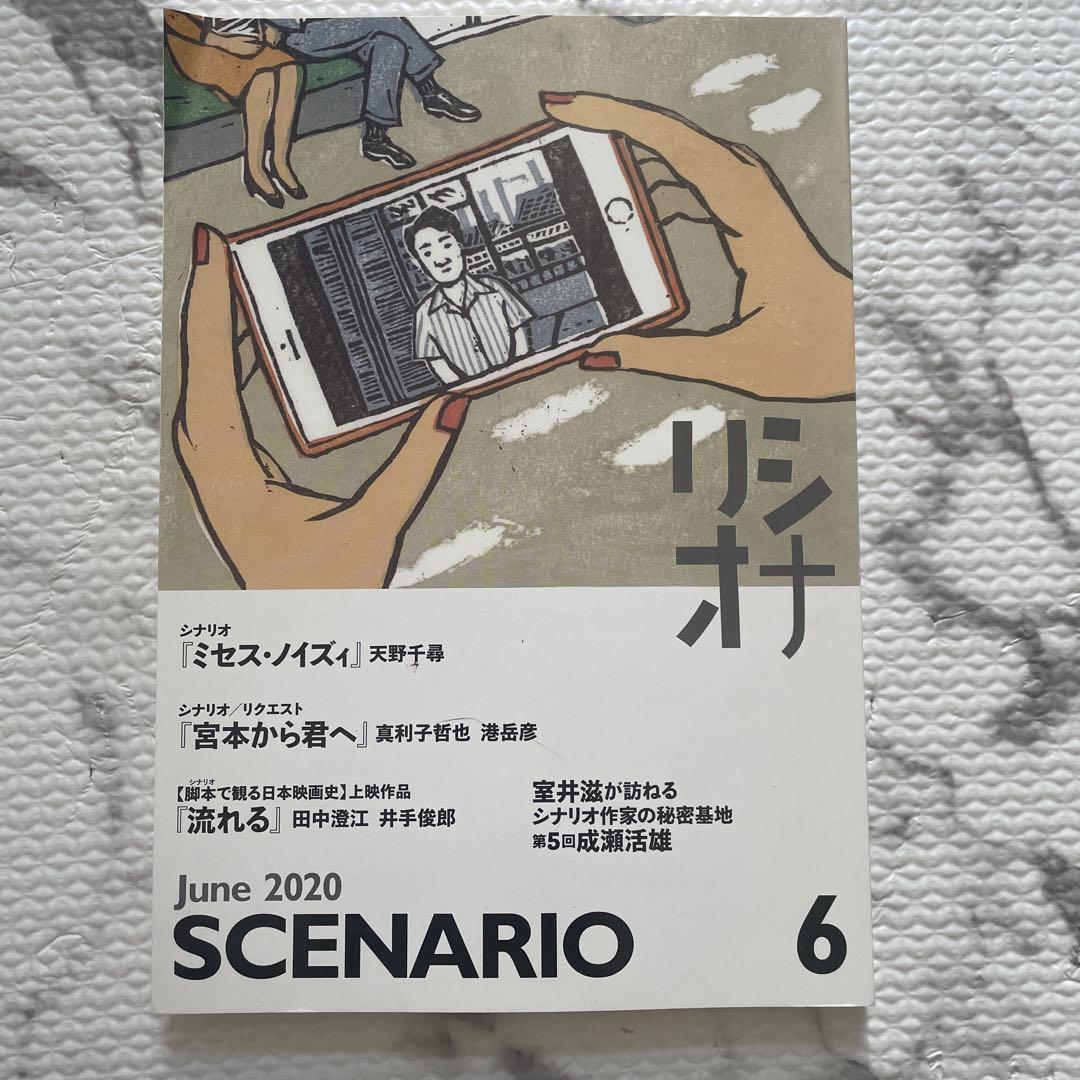 シナリオ
シナリオ
『ミセス・ノイズィ』天野千尋
シナリオ／リクエスト
『宮本から君へ』真利子哲也 港岳彦
シナリオ
【脚本で観る日本映画史】上映作品
『流れる』田中澄江 井手俊郎
室井滋が訪ねる
シナリオ作家の秘密基地
第5回成瀬活雄
June 2020
SCENARIO 6